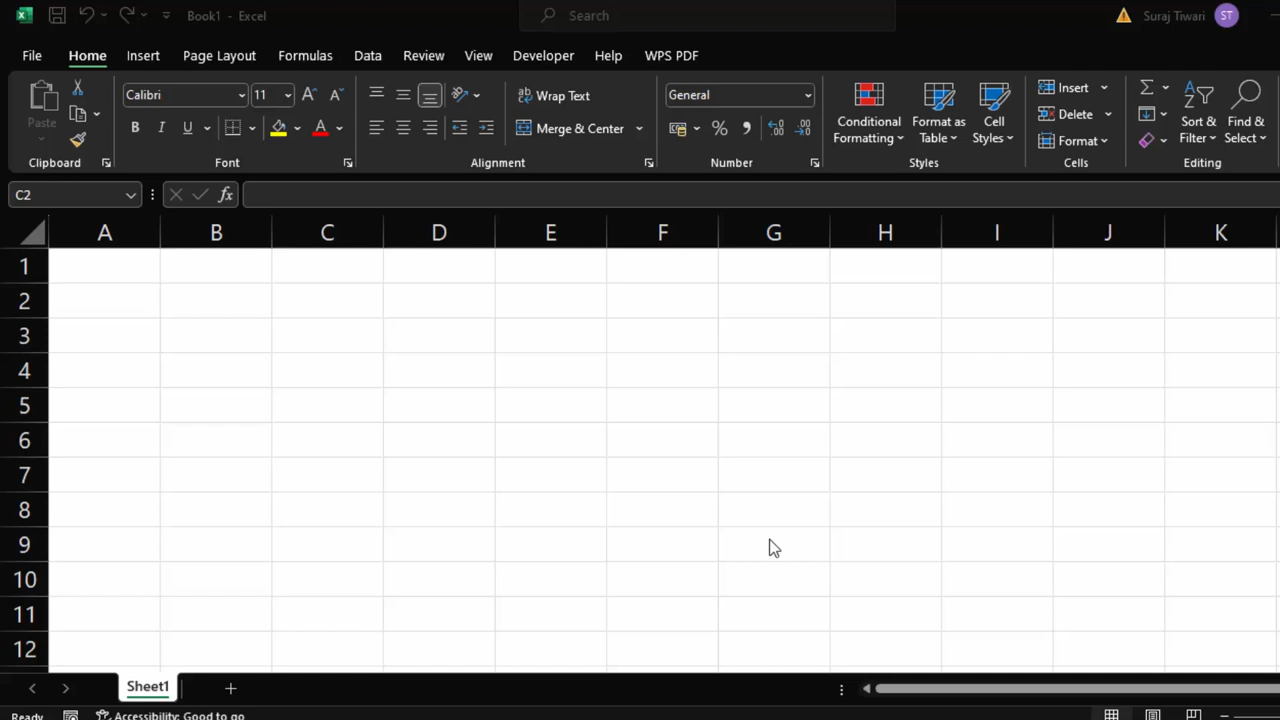 Book1 - Excel
Search
Suraj Tiwari
ST
File Home Insert Page Layout Formulas Data Review View Developer Help WPS PDF
Paste
Calibri 11
Wrap Text
General
Insert
Delete
Format
B I U
Merge & Center
Conditional Formatting
Format as Table
Cell Styles
Sort & Filter
Find & Select
Clipboard Font Alignment Number Styles Cells Editing
C2 fx
A B C D E F G H I J K
1
2
3
4
5
6
7
8
9
10
11
12
Sheet1
Ready Accessibility: Good to go